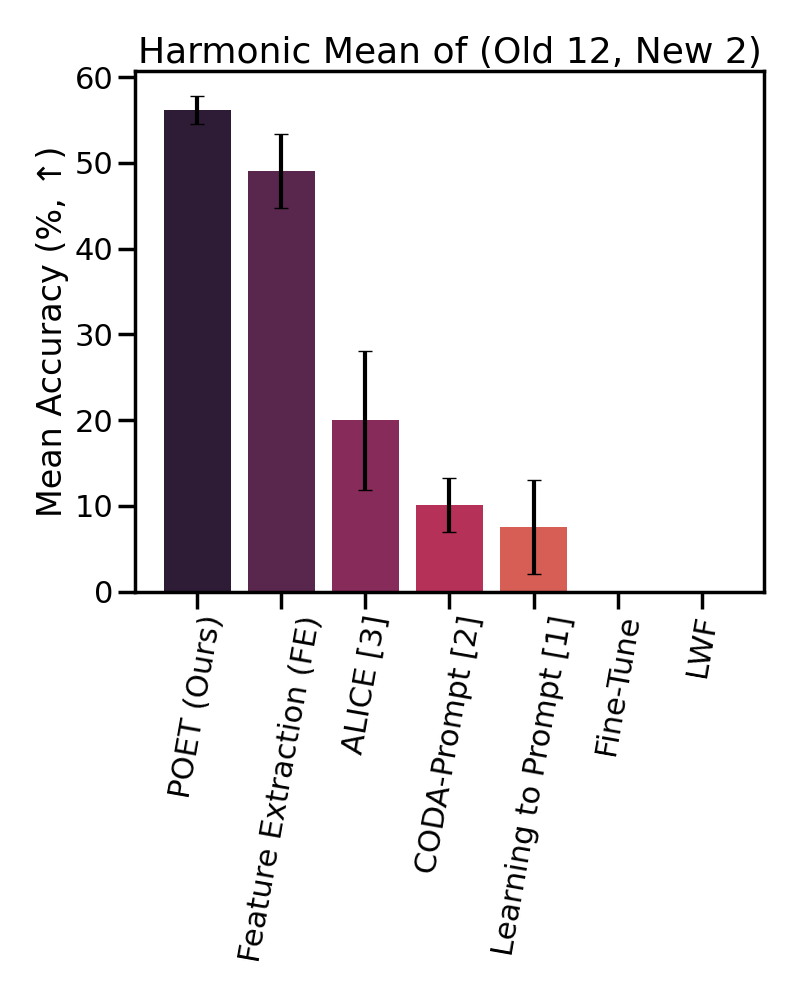 Harmonic Mean of (Old 12, New 2)
Mean Accuracy (%, ↑)
60
50
40
30
20
10
0
POET (Ours)
Feature Extraction (FE)
ALICE [3]
CODA-Prompt [2]
Learning to Prompt [1]
Fine-Tune
LWF